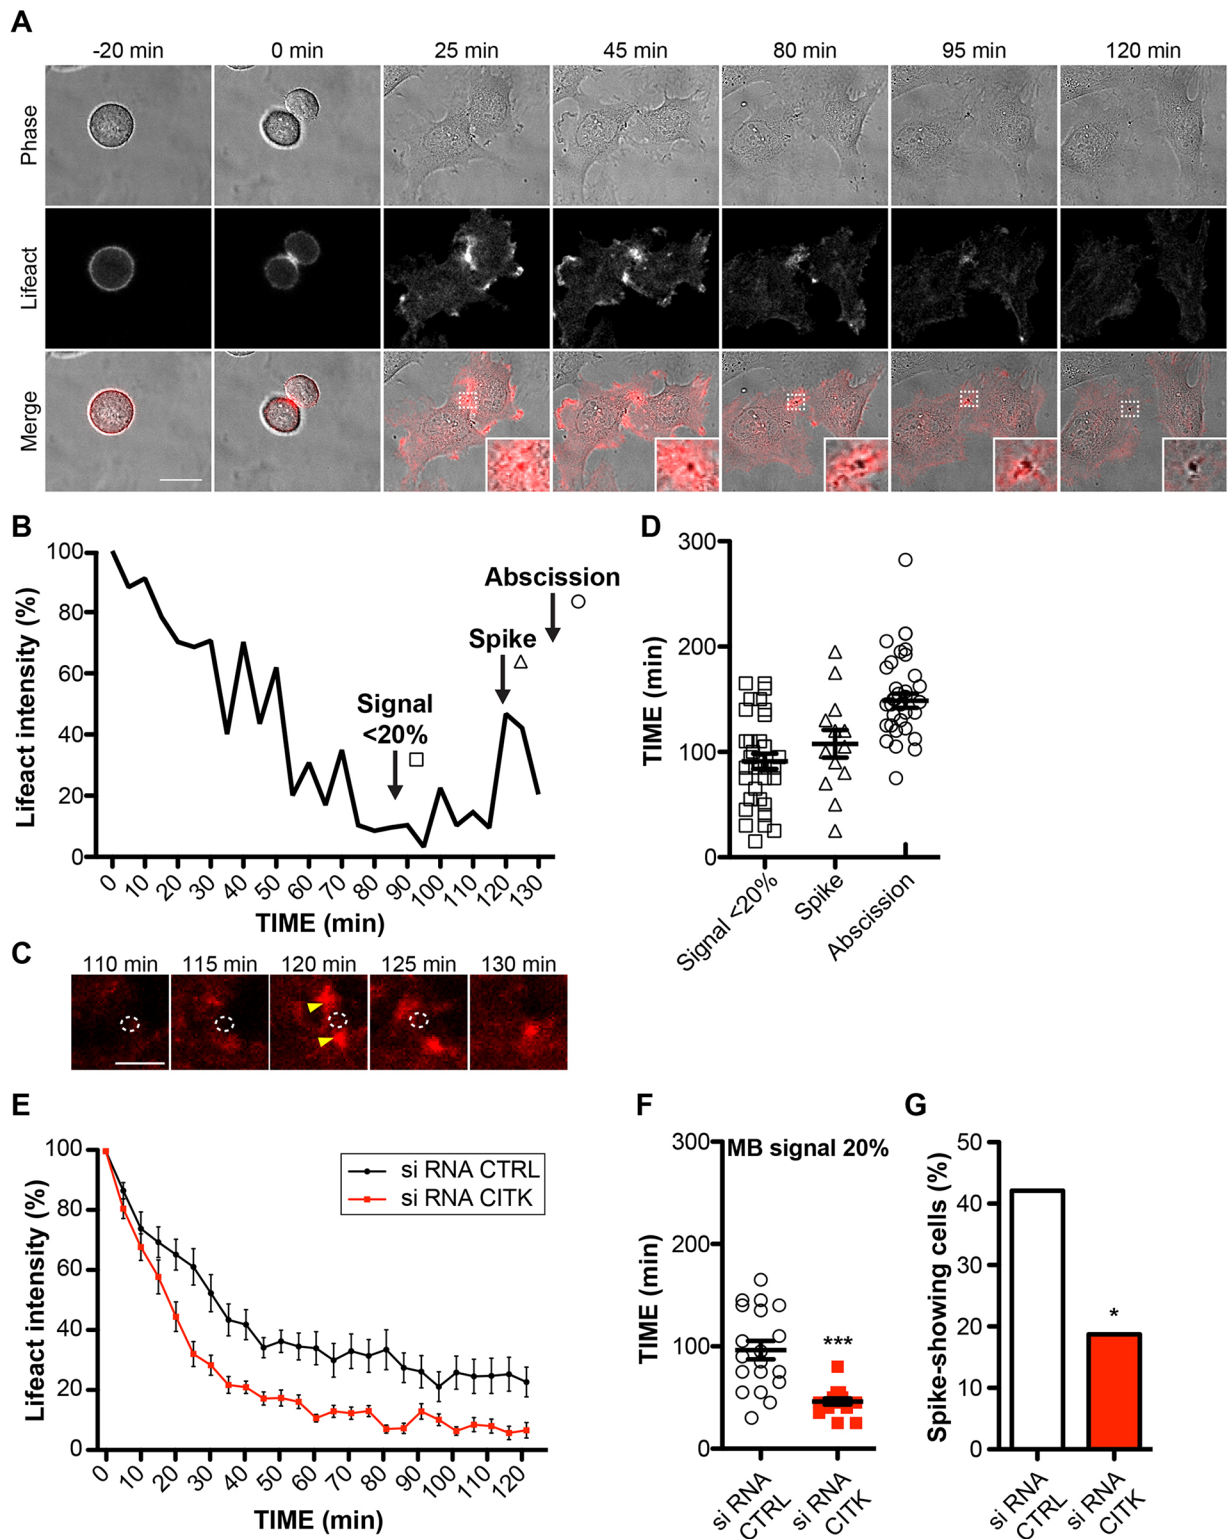 A
-20 min 0 min 25 min 45 min 80 min 95 min 120 min
Phase
Lifeact
Merge
B
Lifeact intensity (%)
100
80
60
40
20
0
Signal
<20%
Spike
Abscission
0 10 20 30 40 50 60 70 80 90 100 110 120 130
TIME (min)
D
TIME (min)
300
200
100
0
Signal <20%
Spike
Abscission
C
110 min 115 min 120 min 125 min 130 min
E
Lifeact intensity (%)
100
80
60
40
20
0
si RNA CTRL
si RNA CITK
0 10 20 30 40 50 60 70 80 90 100 110 120
TIME (min)
F
MB signal 20%
TIME (min)
300
200
100
0
***
si RNA
CTRL
si RNA
CITK
G
Spike-showing cells (%)
50
40
30
20
10
0
*
si RNA
CTRL
si RNA
CITK